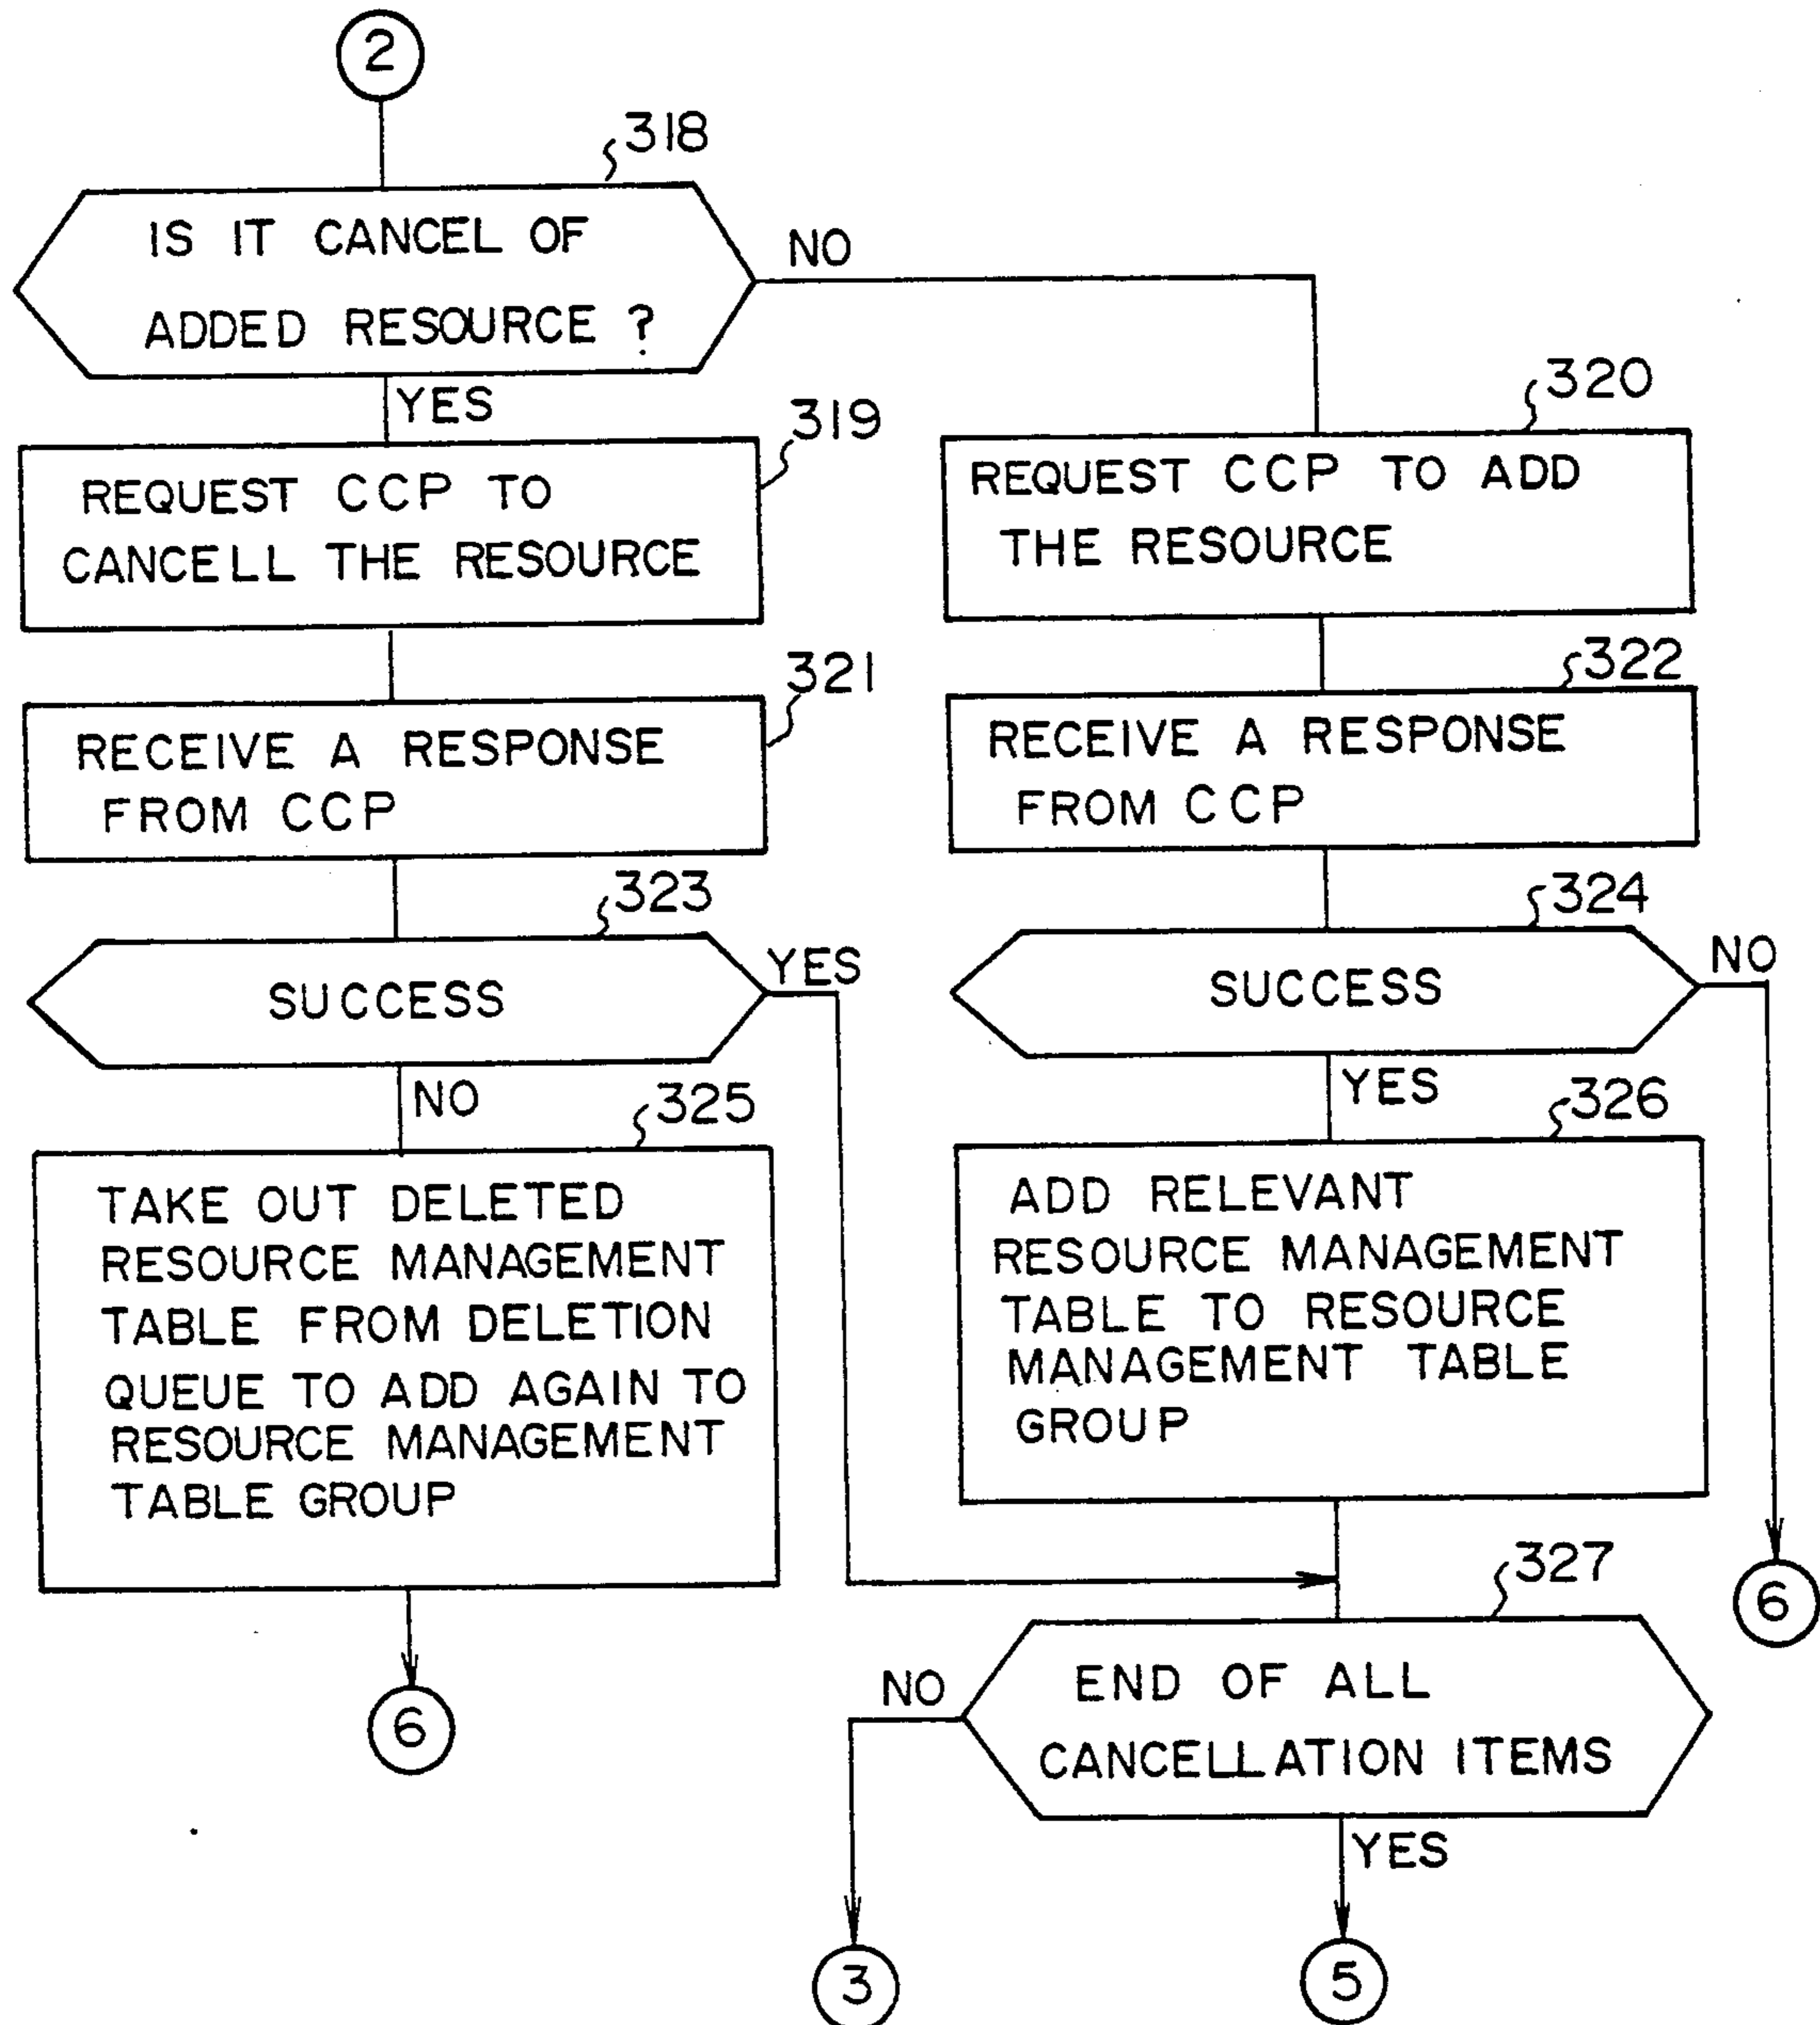 2
318
IS IT CANCEL OF
ADDED RESOURCE ?
NO
YES
319
REQUEST CCP TO
CANCELL THE RESOURCE
320
REQUEST CCP TO ADD
THE RESOURCE
321
RECEIVE A RESPONSE
FROM CCP
322
RECEIVE A RESPONSE
FROM CCP
323
SUCCESS
YES
NO
324
SUCCESS
NO
YES
325
TAKE OUT DELETED
RESOURCE MANAGEMENT
TABLE FROM DELETION
QUEUE TO ADD AGAIN TO
RESOURCE MANAGEMENT
TABLE GROUP
326
ADD RELEVANT
RESOURCE MANAGEMENT
TABLE TO RESOURCE
MANAGEMENT TABLE
GROUP
6
6
327
END OF ALL
CANCELLATION ITEMS
NO
YES
3
5